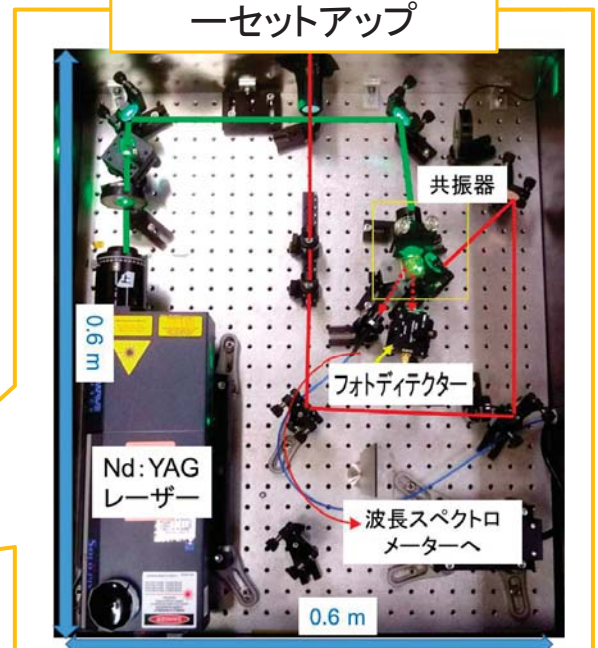 ーセットアップ
共振器
上
0.6 m
フォトディテクター
Nd:YAG
レーザー
波長スペクトロ
メーターへ
0.6 m
DANGER